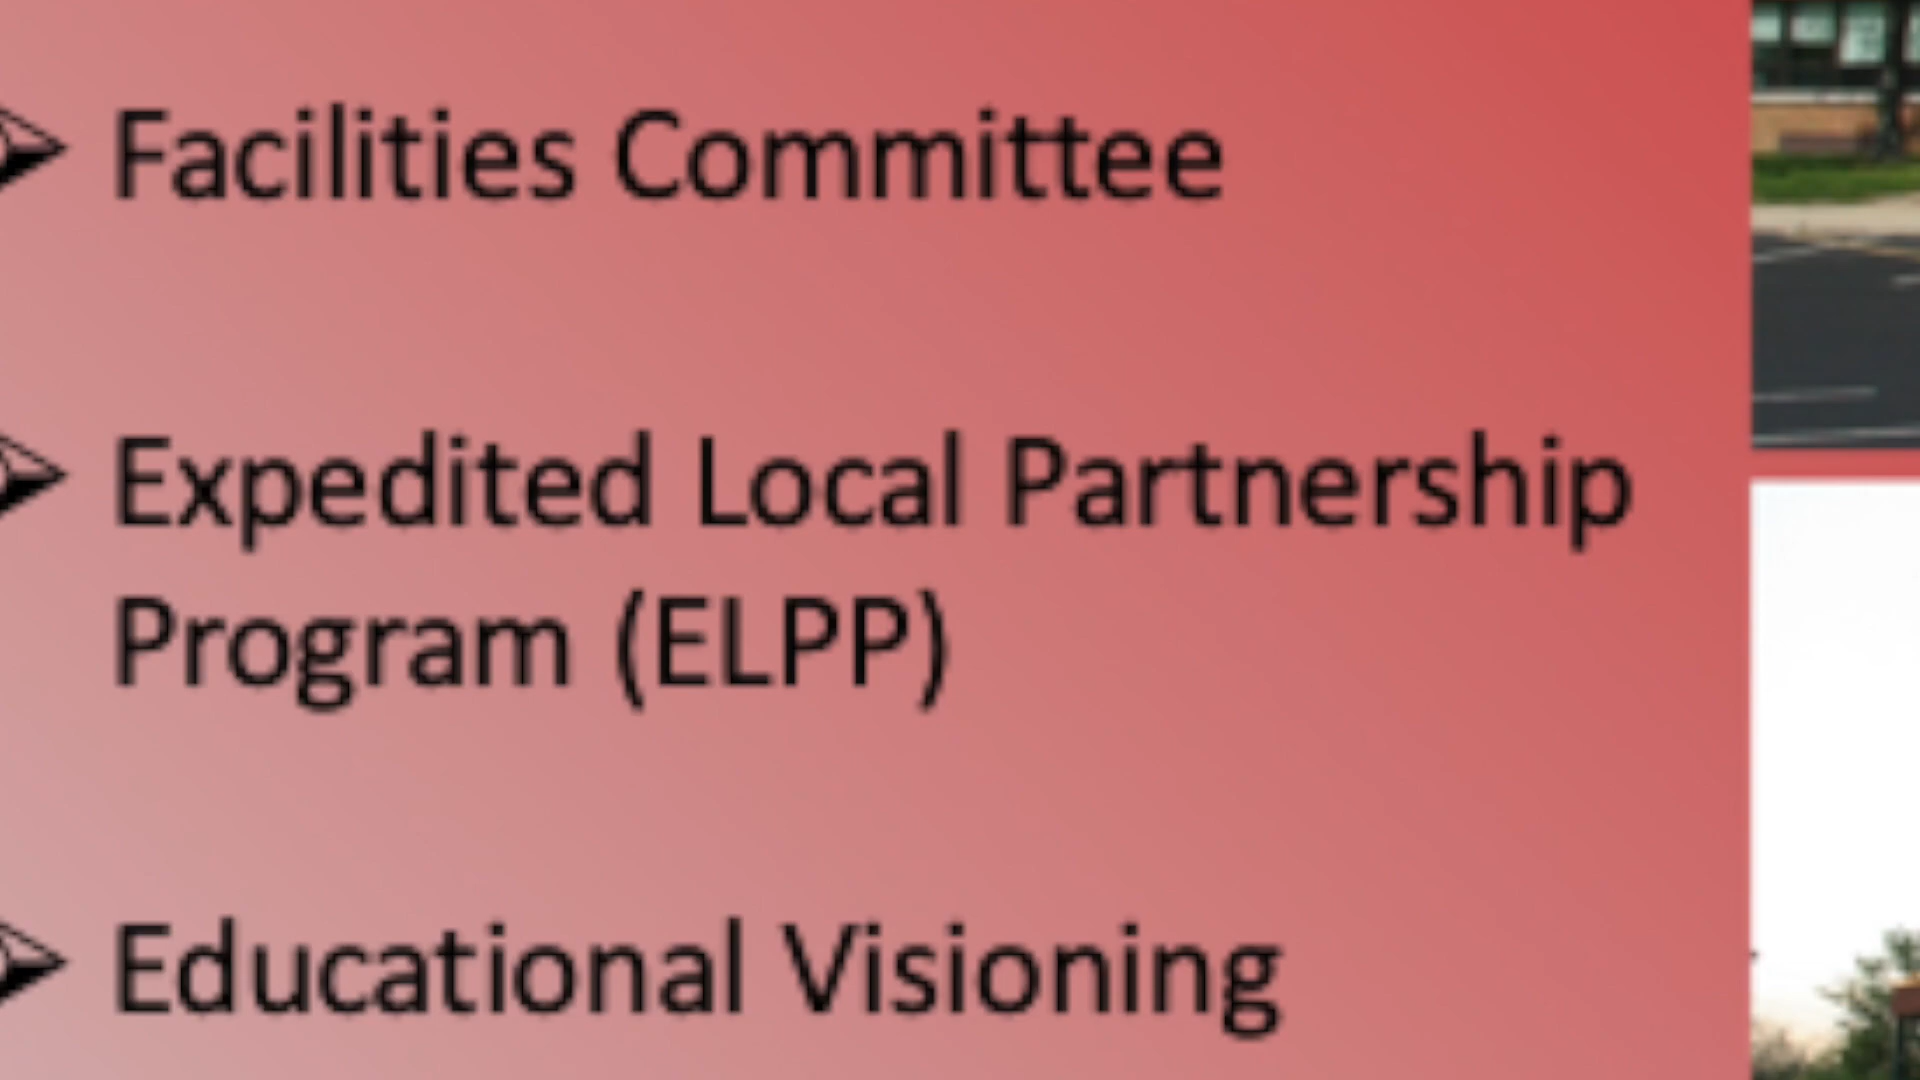 Facilities Committee
Expedited Local Partnership
Program (ELPP)
Educational Visioning